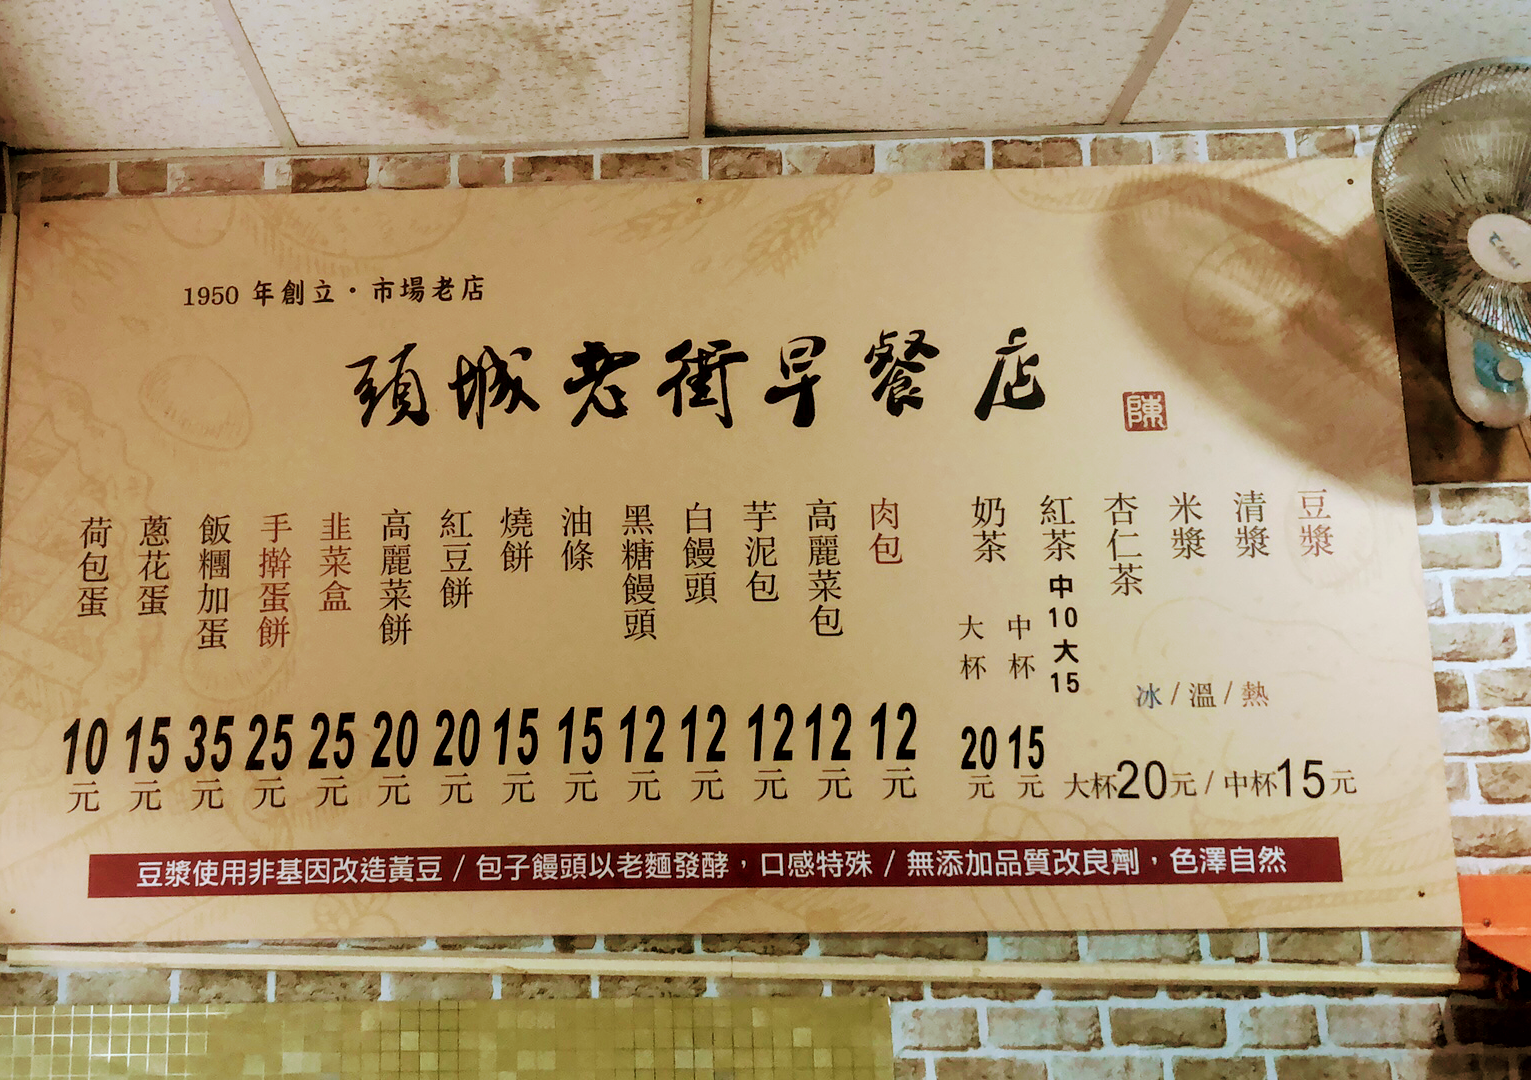 1950 年創立・市場老店
頭城老街早餐店
陳
豆漿
清漿
米漿
杏仁茶
冰 / 溫 / 熱
大杯20元 / 中杯15元
紅茶 中10 大15
奶茶
中杯 15元
大杯 20元
肉包 12元
高麗菜包 12元
芋泥包 12元
白饅頭 12元
黑糖饅頭 12元
油條 15元
燒餅 15元
紅豆餅 20元
高麗菜餅 20元
韭菜盒 25元
手擀蛋餅 25元
飯糰加蛋 35元
蔥花蛋 15元
荷包蛋 10元
豆漿使用非基因改造黃豆 / 包子饅頭以老麵發酵，口感特殊 / 無添加品質改良劑，色澤自然